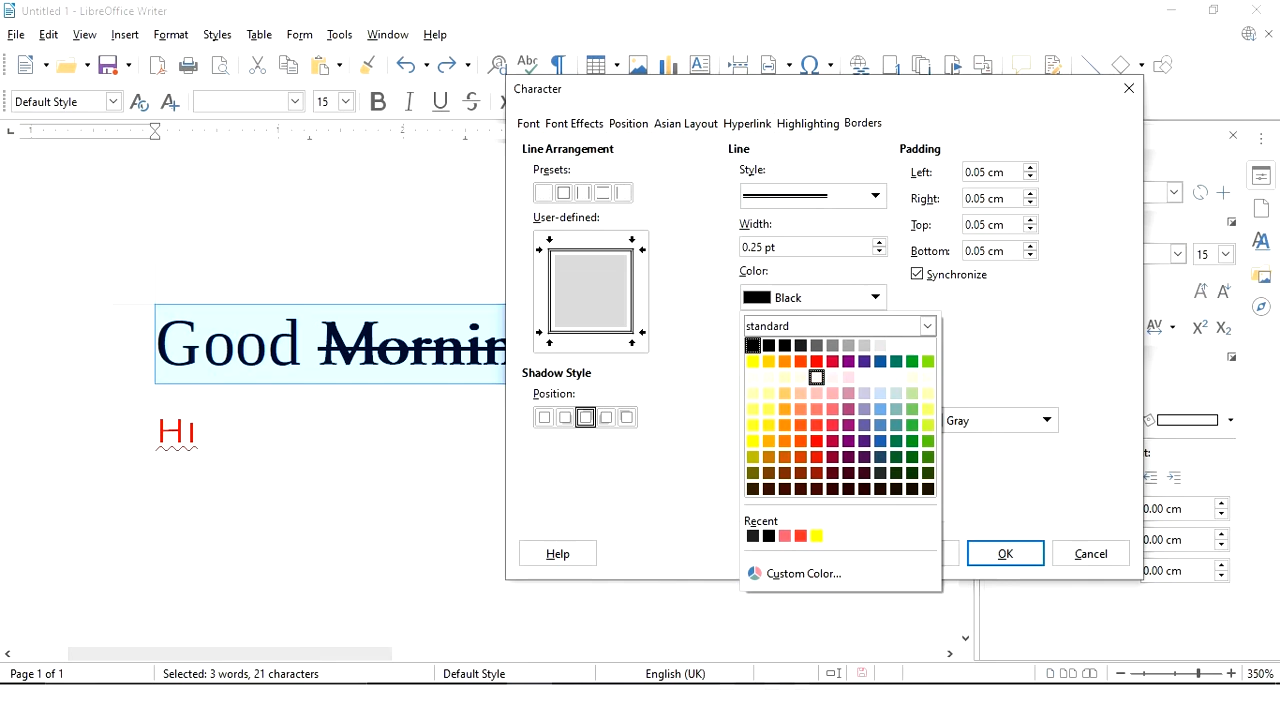 Untitled 1 - LibreOffice Writer
File Edit View Insert Format Styles Table Form Tools Window Help
Default Style 15 B I U S
Character
Font Font Effects Position Asian Layout Hyperlink Highlighting Borders
Line Arrangement Line Padding
Presets: Style: Left: 0.05 cm
Right: 0.05 cm
User-defined: Width: Top: 0.05 cm
0.25 pt Bottom: 0.05 cm
Color: Synchronize
Black
standard
15
Good Mornin
Shadow Style
Position:
Gray
Hi
Recent
Custom Color...
Help OK Cancel
0.00 cm
0.00 cm
0.00 cm
Page 1 of 1 Selected: 3 words, 21 characters Default Style English (UK) 350%